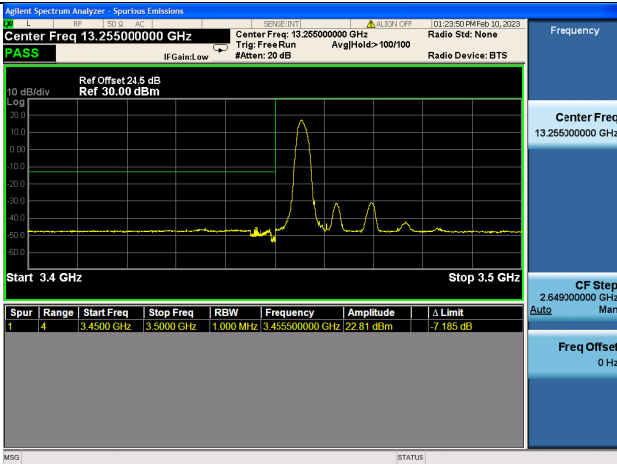 Agilent Spectrum Analyzer - Spurious Emissions
L RF 50 Ω AC SENSE:INT ALIGN OFF 01:23:50 PM Feb 10, 2023
Center Freq 13.255000000 GHz
Center Freq: 13.255000000 GHz
Radio Std: None
Trig: Free Run Avg|Hold:> 100/100
PASS
IFGain:Low
#Atten: 20 dB
Radio Device: BTS
Ref Offset 24.5 dB
10 dB/div Ref 30.00 dBm
Log
20.0
10.0
0.00
-10.0
-20.0
-30.0
-40.0
-50.0
-60.0
Start 3.4 GHz Stop 3.5 GHz
Spur Range Start Freq Stop Freq RBW Frequency Amplitude Δ Limit
1 4 3.4500 GHz 3.5000 GHz 1.000 MHz 3.455500000 GHz 22.81 dBm -7.185 dB
MSG STATUS
Frequency
Center Freq
13.255000000 GHz
CF Step
2.649000000 GHz
Auto Man
Freq Offset
0 Hz